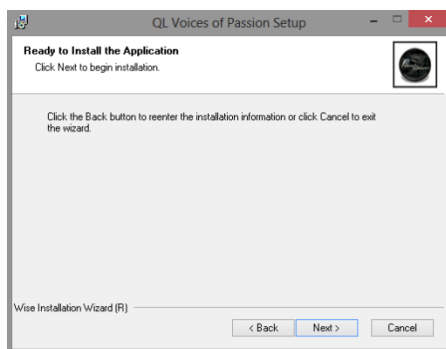 QL Voices of Passion Setup
Ready to Install the Application
Click Next to begin installation.
Click the Back button to reenter the installation information or click Cancel to exit
the wizard.
Wise Installation Wizard (R)
< Back
Next >
Cancel